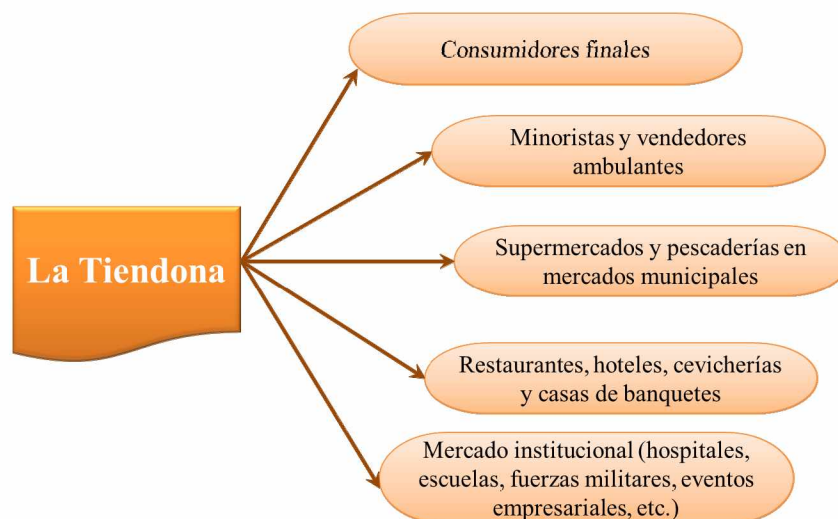 Consumidores finales
Minoristas y vendedores
ambulantes
La Tiendona
Supermercados y pescaderías en
mercados municipales
Restaurantes, hoteles, cevicherías
y casas de banquetes
Mercado institucional (hospitales,
escuelas, fuerzas militares, eventos
empresariales, etc.)